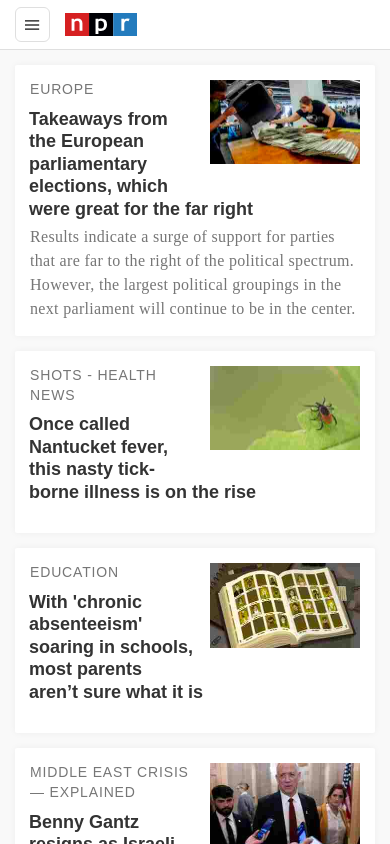 npr
EUROPE
Takeaways from
the European
parliamentary
elections, which
were great for the far right
Results indicate a surge of support for parties
that are far to the right of the political spectrum.
However, the largest political groupings in the
next parliament will continue to be in the center.
SHOTS - HEALTH
NEWS
Once called
Nantucket fever,
this nasty tick-
borne illness is on the rise
EDUCATION
With 'chronic
absenteeism'
soaring in schools,
most parents
aren’t sure what it is
MIDDLE EAST CRISIS
— EXPLAINED
Benny Gantz
resigns as Israeli